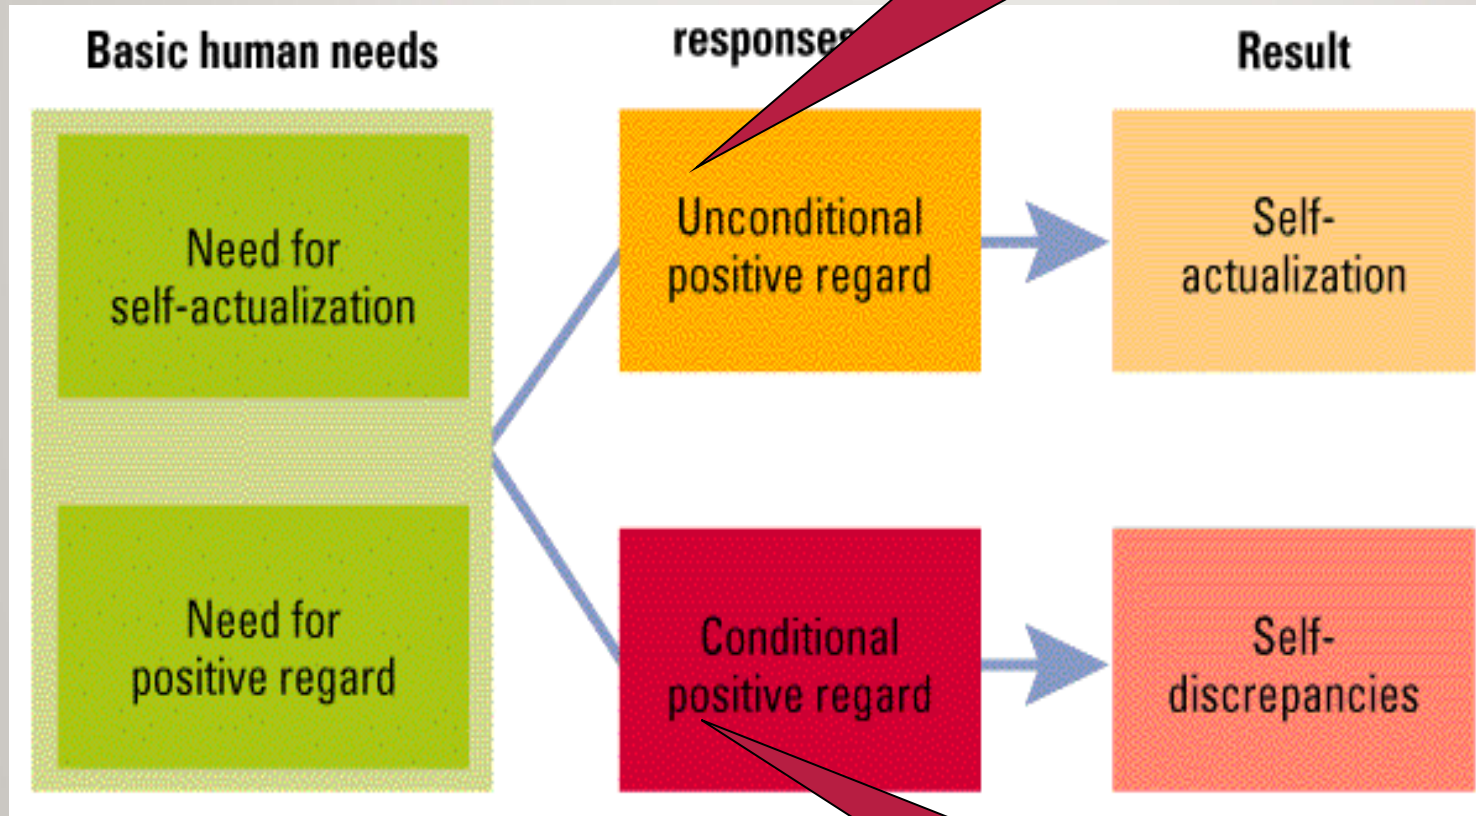 Basic human needs
responses
Result
Need for
self-actualization
Unconditional
positive regard
Self-
actualization
Need for
positive regard
Conditional
positive regard
Self-
discrepancies